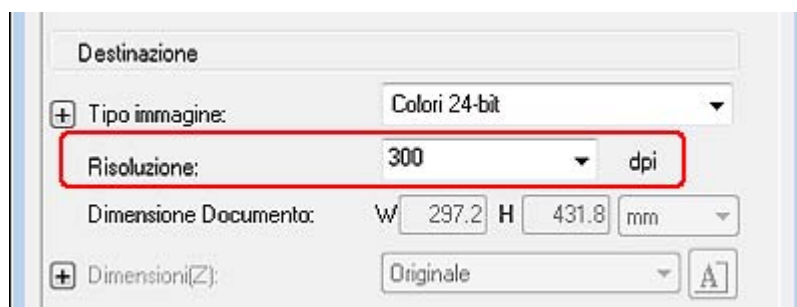 Destinazione
Tipo immagine: Colori 24-bit
Risoluzione: 300 dpi
Dimensione Documento: W 297.2 H 431.8 mm
Dimensioni(Z): Originale A